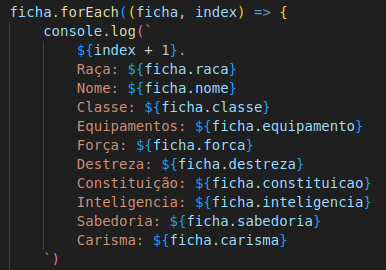 ficha.forEach((ficha, index) => {
console.log(`
${index + 1}.
Raça: ${ficha.raca}
Nome: ${ficha.nome}
Classe: ${ficha.classe}
Equipamentos: ${ficha.equipamento}
Força: ${ficha.forca}
Destreza: ${ficha.destreza}
Constituição: ${ficha.constituicao}
Inteligencia: ${ficha.inteligencia}
Sabedoria: ${ficha.sabedoria}
Carisma: ${ficha.carisma}
`)